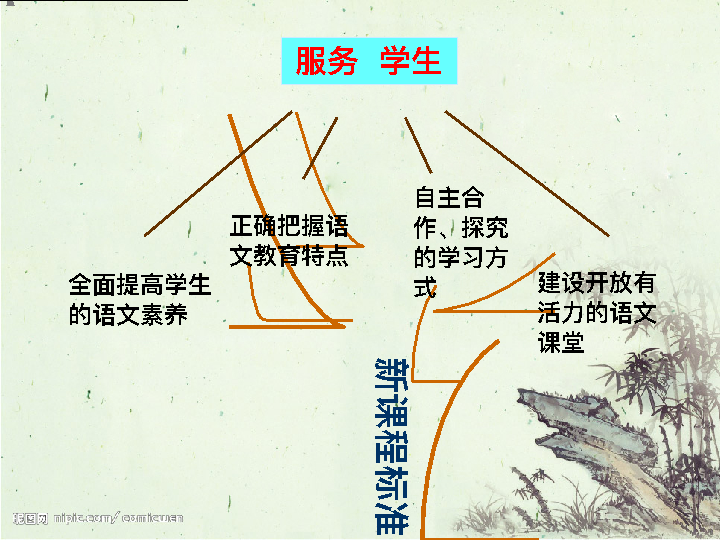 服务 学生
正确把握语
文教育特点
自主合
作、探究
的学习方
式
全面提高学生
的语文素养
建设开放有
活力的语文
课堂
新课程标准
昵图网 nipic.com/comicwen